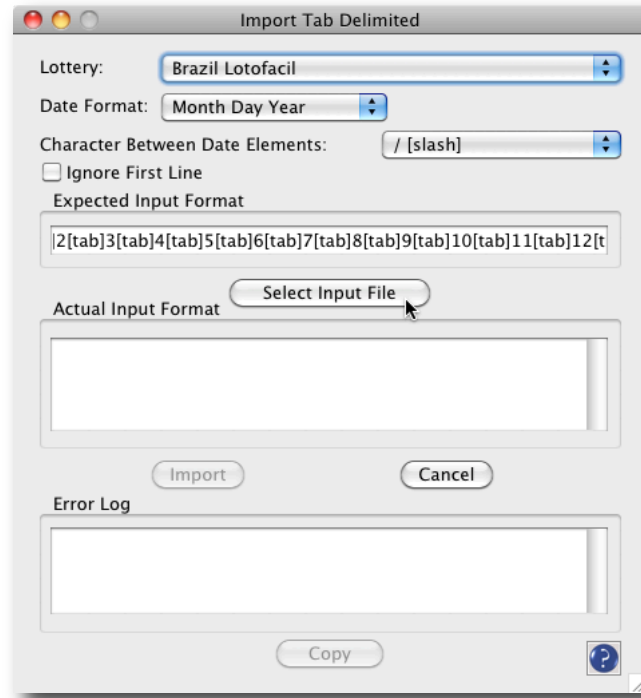 Import Tab Delimited
Lottery: Brazil Lotofacil
Date Format: Month Day Year
Character Between Date Elements: / [slash]
Ignore First Line
Expected Input Format
2[tab]3[tab]4[tab]5[tab]6[tab]7[tab]8[tab]9[tab]10[tab]11[tab]12[t
Select Input File
Actual Input Format
Import Cancel
Error Log
Copy
?